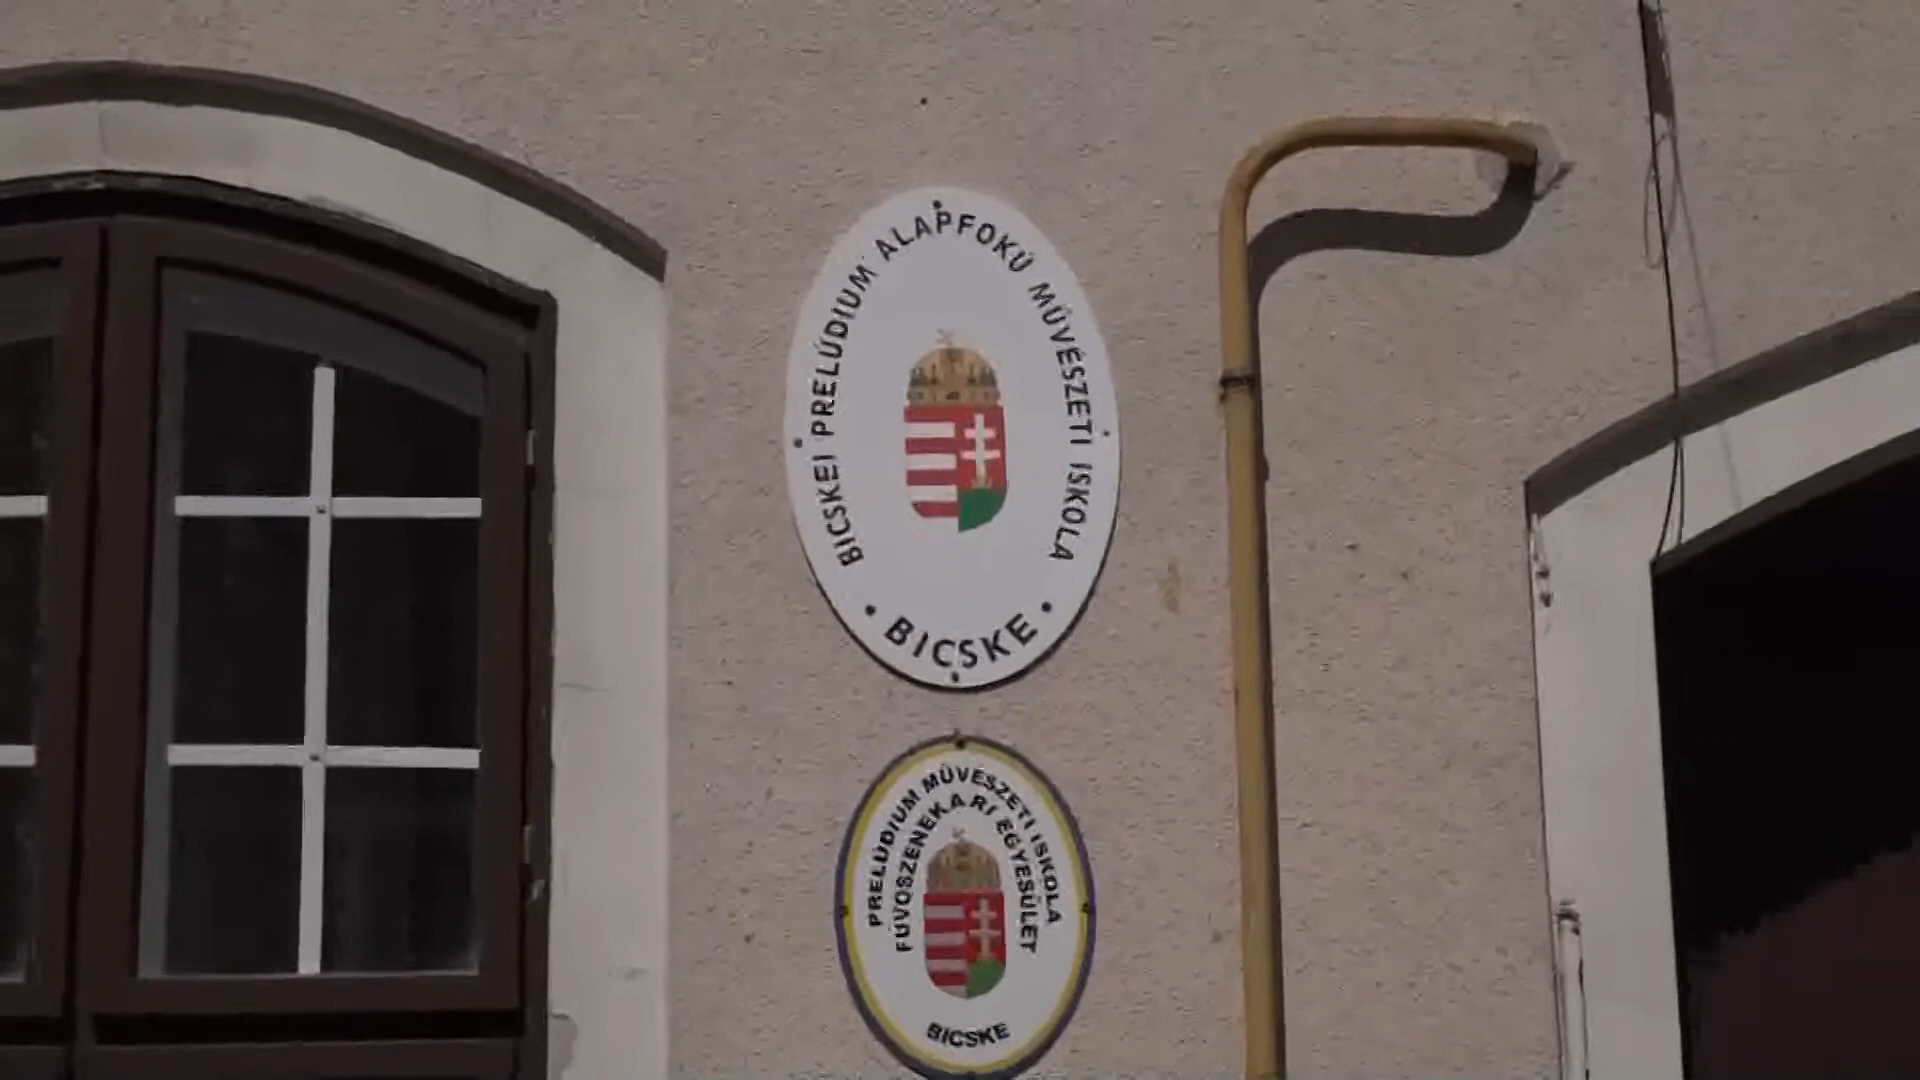 BICSKEI PRELÚDIUM ALAPFOKÚ MŰVÉSZETI ISKOLA
• BICSKE •
PRELÚDIUM MŰVÉSZETI ISKOLA
FÚVÓSZENEKARI EGYESÜLET
BICSKE